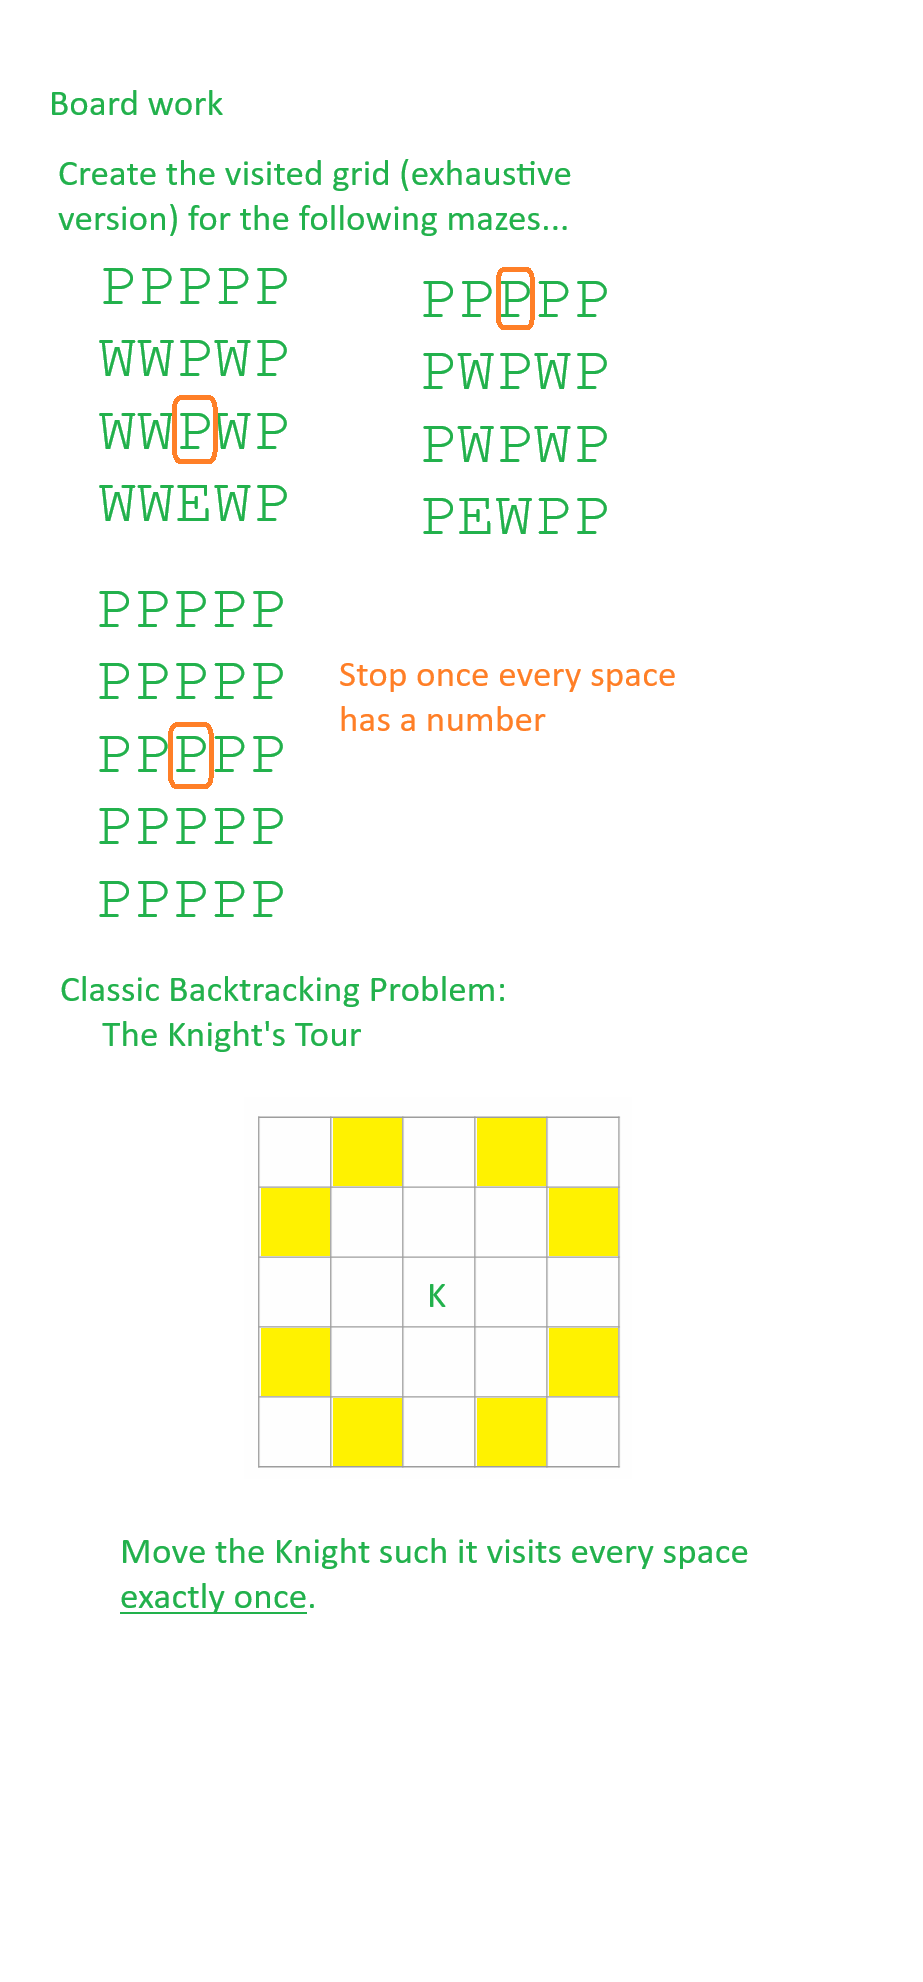 Board work
Create the visited grid (exhaustive
version) for the following mazes...
PPPPP
WWPWP
WWPWP
WWEWP
PPPPP
PWPWP
PWPWP
PEWPP
PPPPP
PPPPP
PPPPP
PPPPP
PPPPP
Stop once every space
has a number
Classic Backtracking Problem:
The Knight's Tour
K
Move the Knight such it visits every space
exactly once.